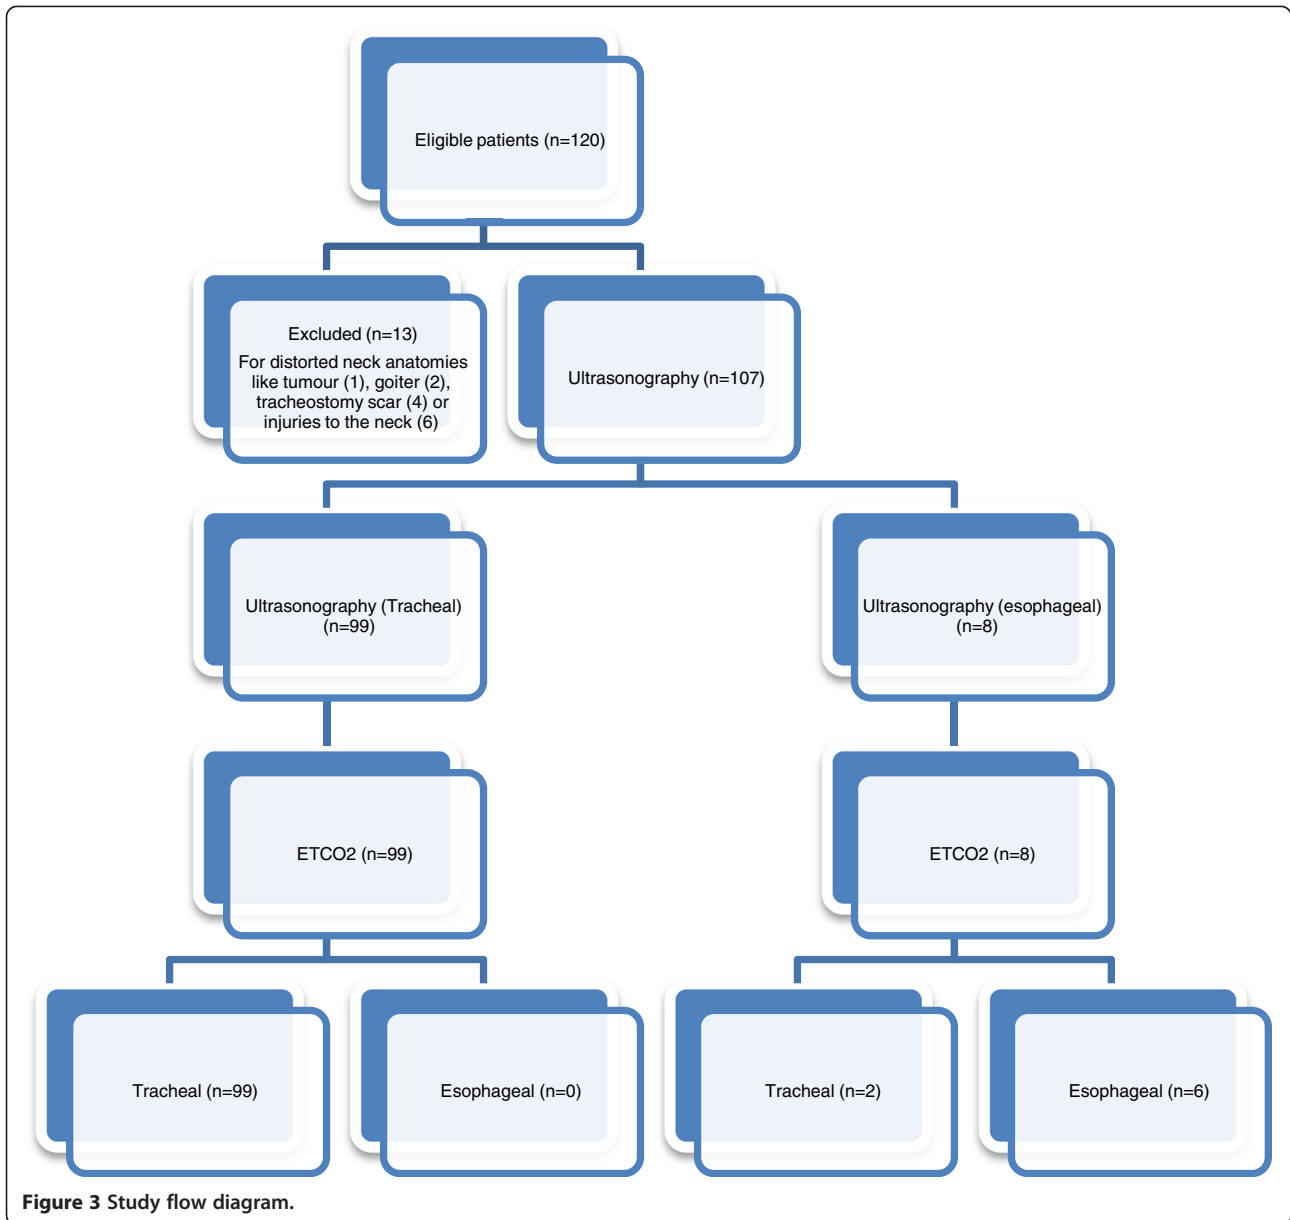 Eligible patients (n=120)
Excluded (n=13)
For distorted neck anatomies
like tumour (1), goiter (2),
tracheostomy scar (4) or
injuries to the neck (6)
Ultrasonography (n=107)
Ultrasonography (Tracheal)
(n=99)
Ultrasonography (esophageal)
(n=8)
ETCO2 (n=99)
ETCO2 (n=8)
Tracheal (n=99)
Esophageal (n=0)
Tracheal (n=2)
Esophageal (n=6)
Figure 3 Study flow diagram.